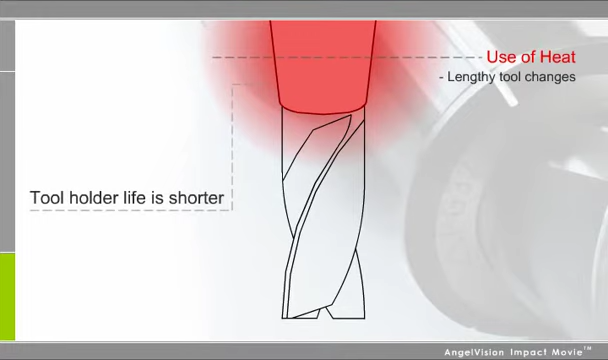 Use of Heat
- Lengthy tool changes
Tool holder life is shorter
AngelVision Impact Movie™